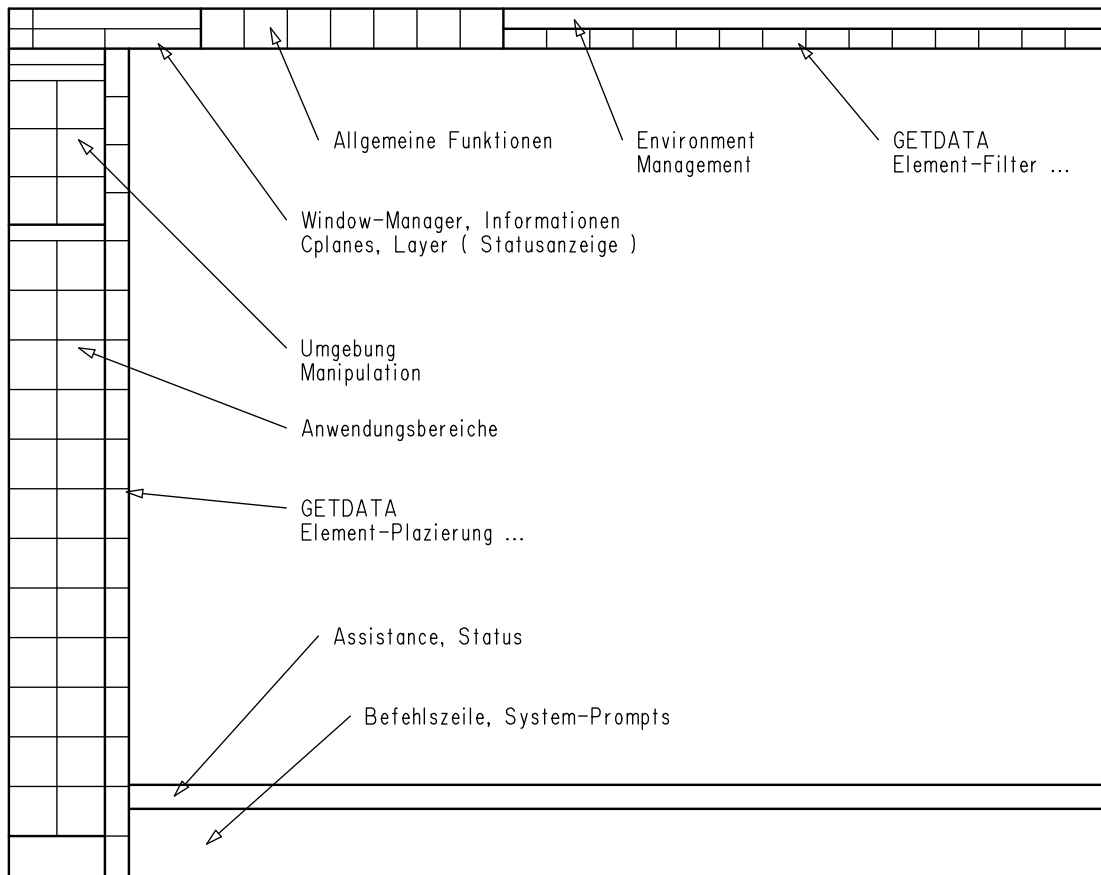 Allgemeine Funktionen
Environment
Management
GETDATA
Element-Filter ...
Window-Manager, Informationen
Cplanes, Layer ( Statusanzeige )
Umgebung
Manipulation
Anwendungsbereiche
GETDATA
Element-Plazierung ...
Assistance, Status
Befehlszeile, System-Prompts